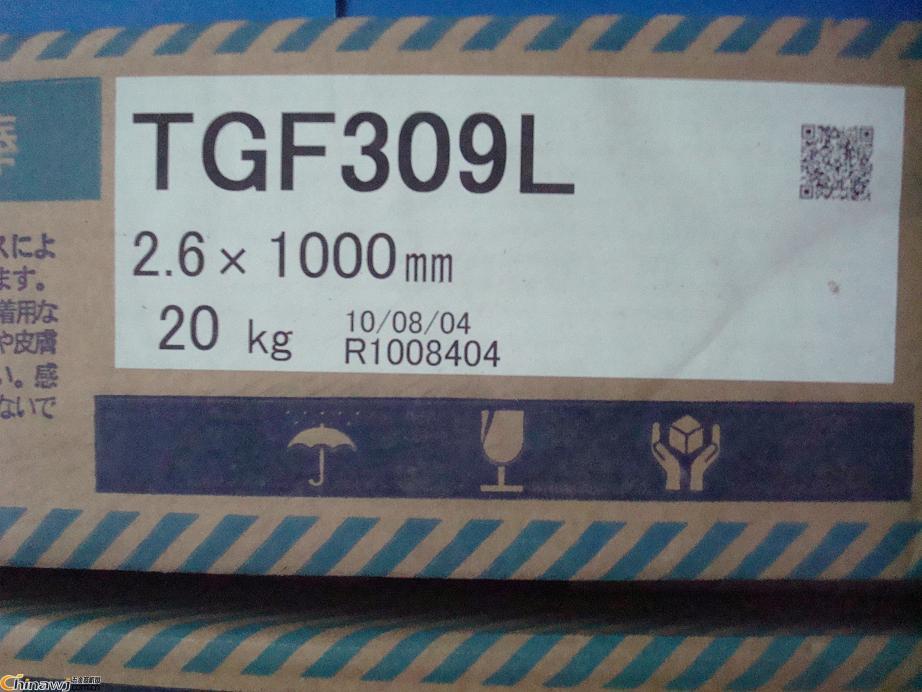 TGF309L
2.6 × 1000mm
20 kg
10/08/04
R1008404
棒
スによ
ます。
着用な
や皮膚
い。感
ないで
Chinawj